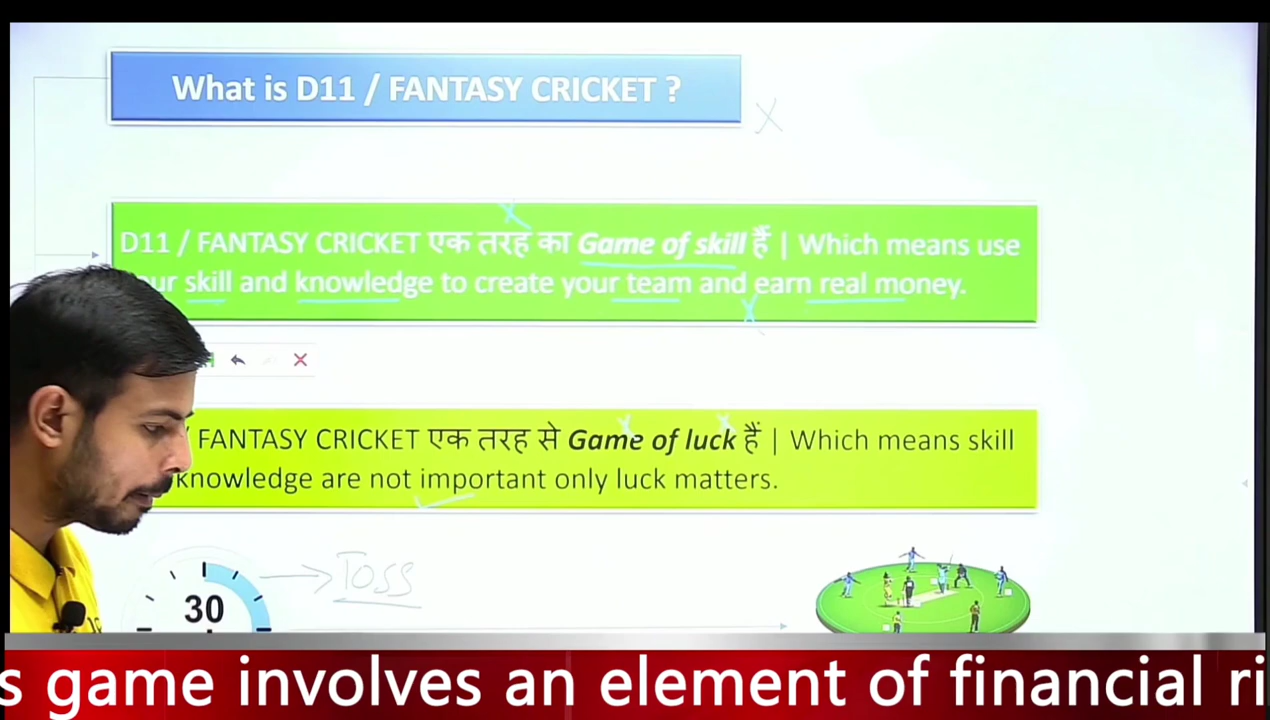 What is D11 / FANTASY CRICKET ?
D11 / FANTASY CRICKET एक तरह का Game of skill हैं | Which means use
skill and knowledge to create your team and earn real money.
FANTASY CRICKET एक तरह से Game of luck हैं | Which means skill
knowledge are not important only luck matters.
Toss
30
s game involves an element of financial ri